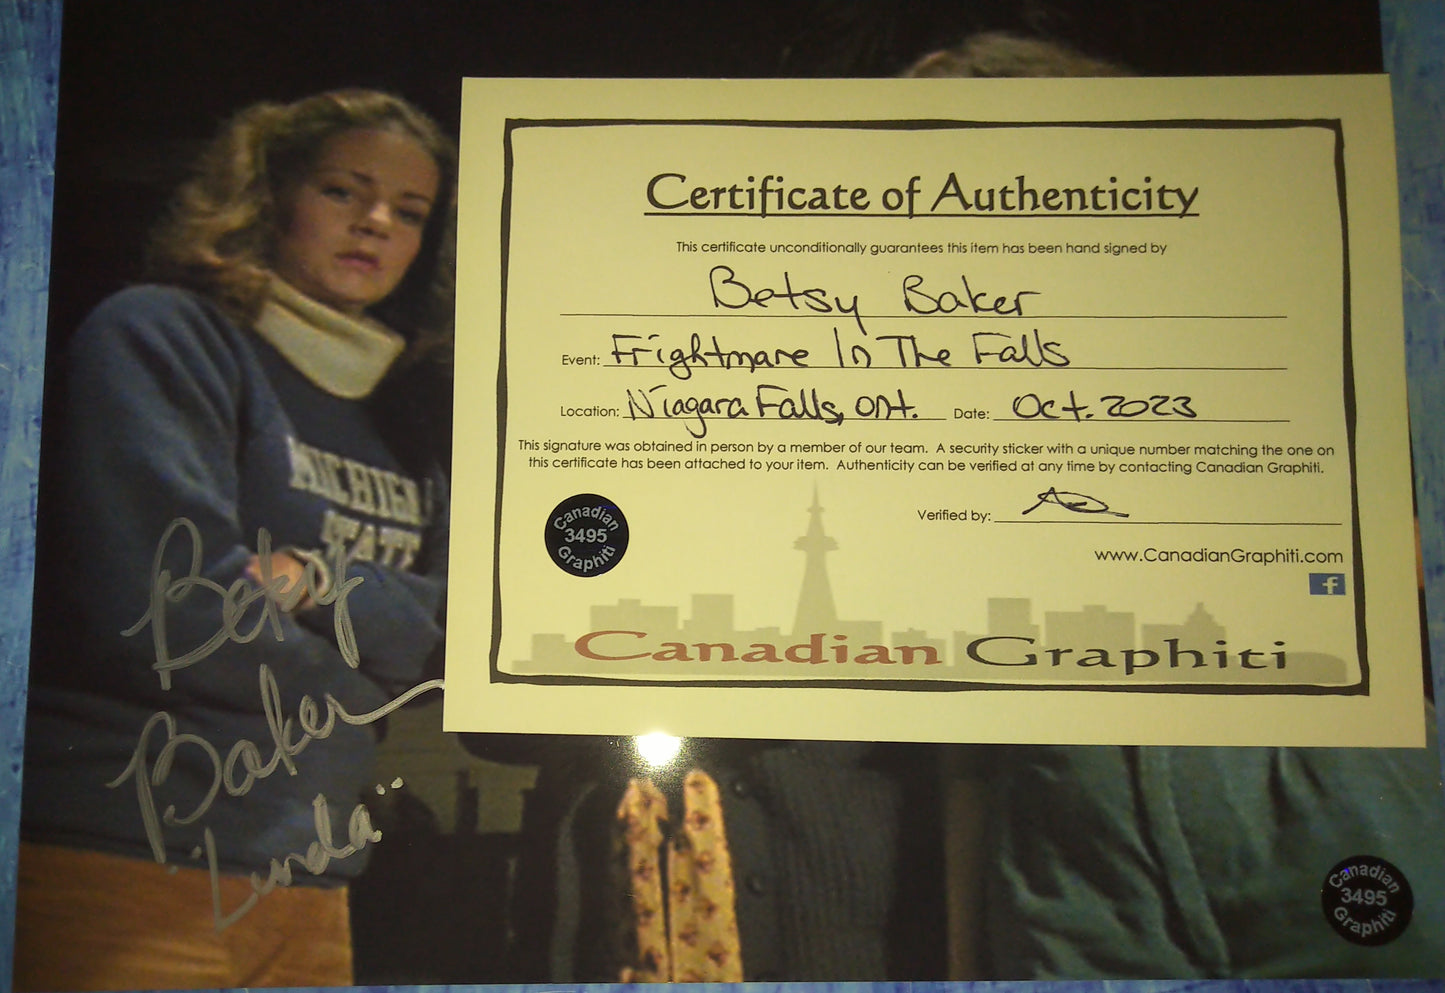 Certificate of Authenticity
This certificate unconditionally guarantees this item has been hand signed by
Betsy Baker
Event: Frightmare In The Falls
Location: Niagara Falls, Ont. Date: Oct. 2023
This signature was obtained in person by a member of our team. A security sticker with a unique number matching the one on
this certificate has been attached to your item. Authenticity can be verified at any time by contacting Canadian Graphiti.
Verified by:
Canadian
3495
Graphiti
www.CanadianGraphiti.com
f
Canadian Graphiti
MICHIGAN
STATE
Betsy
Baker
"Linda"
Canadian
3495
Graphiti